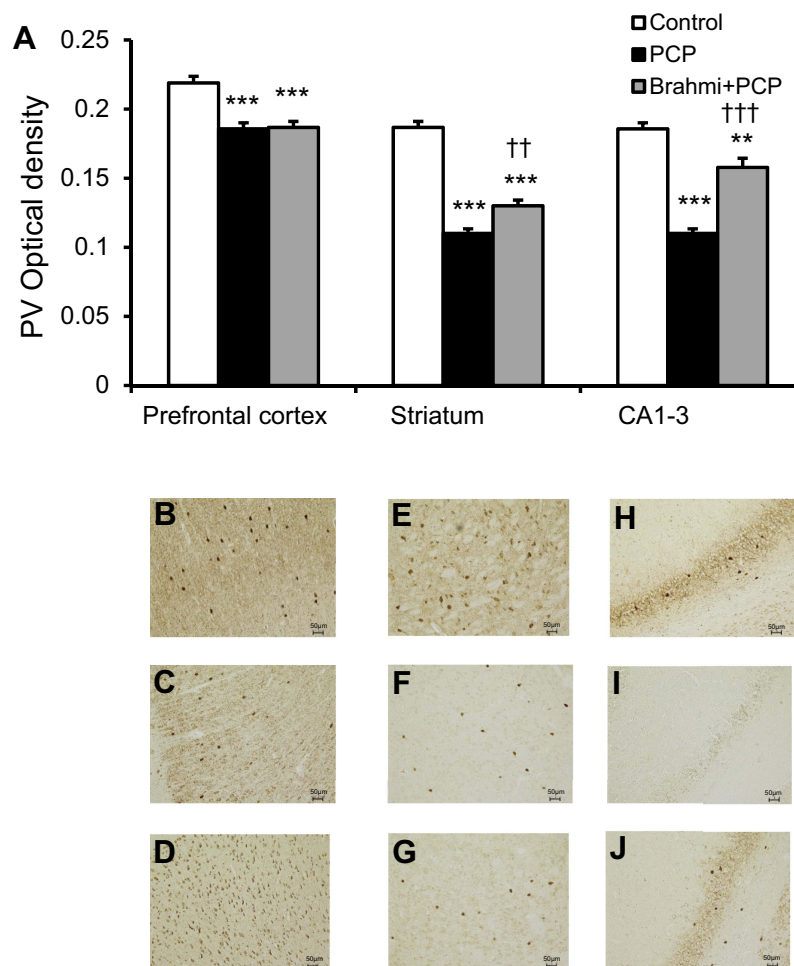 A
0.25
0.2
0.15
0.1
0.05
0
PV Optical density
Control
PCP
Brahmi+PCP
***
***
***
††
***
***
†††
**
Prefrontal cortex
Striatum
CA1-3
B
50µm
E
50µm
H
50µm
C
50µm
F
50µm
I
50µm
D
50µm
G
50µm
J
50µm